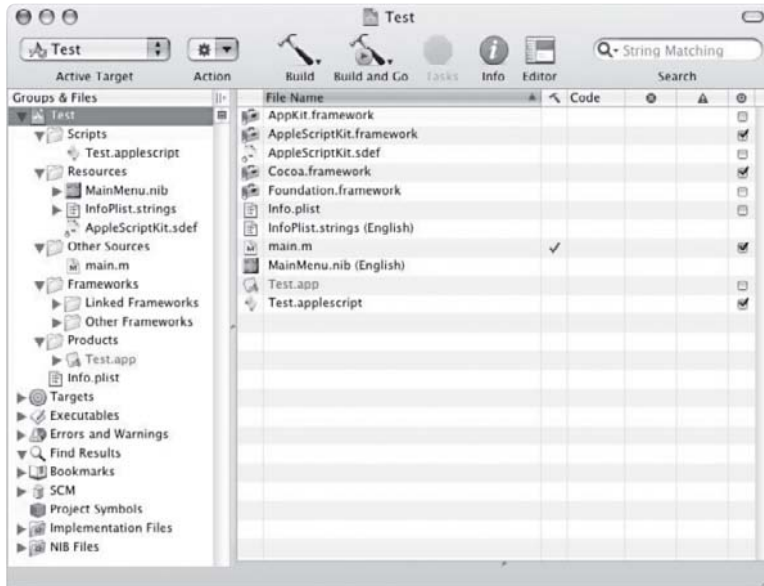 Test
Test
Active Target
Action
Build
Build and Go
Tasks
Info
Editor
String Matching
Search
Groups & Files
Test
Scripts
Test.applescript
Resources
MainMenu.nib
InfoPlist.strings
AppleScriptKit.sdef
Other Sources
main.m
Frameworks
Linked Frameworks
Other Frameworks
Products
Test.app
Info.plist
Targets
Executables
Errors and Warnings
Find Results
Bookmarks
SCM
Project Symbols
Implementation Files
NIB Files
File Name
Code
AppKit.framework
AppleScriptKit.framework
AppleScriptKit.sdef
Cocoa.framework
Foundation.framework
Info.plist
InfoPlist.strings (English)
main.m
MainMenu.nib (English)
Test.app
Test.applescript